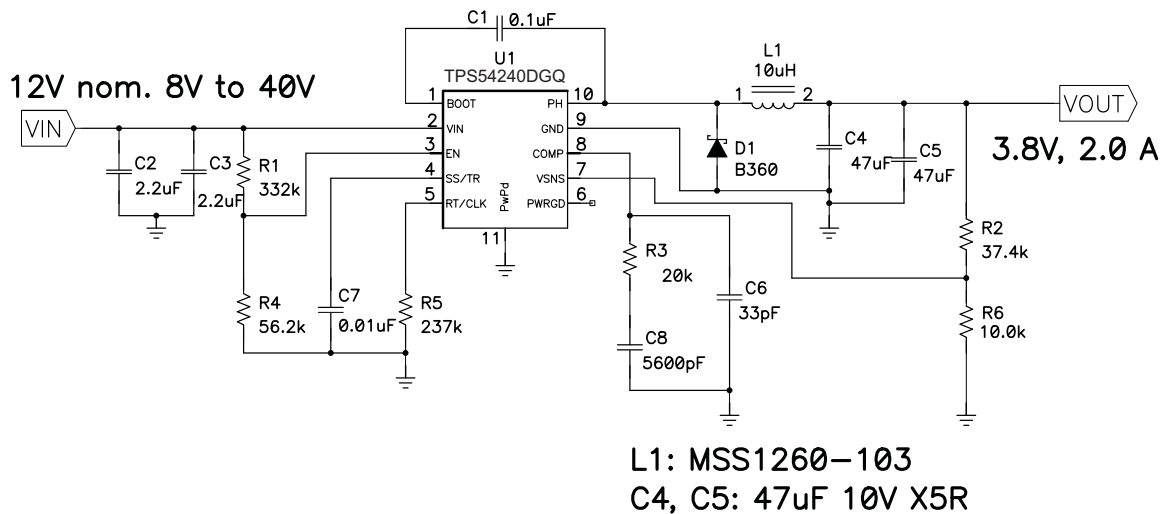 C1 0.1uF
U1
TPS54240DGQ
L1
10uH
12V nom. 8V to 40V
VIN
1 BOOT PH 10
2 VIN GND 9
3 EN COMP 8
4 SS/TR VSNS 7
5 RT/CLK PWRGD 6
PwPd
11
1 2
VOUT
3.8V, 2.0 A
C2
2.2uF
C3
2.2uF
R1
332k
D1
B360
C4
47uF
C5
47uF
R2
37.4k
R3
20k
C6
33pF
R4
56.2k
C7
0.01uF
R5
237k
C8
5600pF
R6
10.0k
L1: MSS1260-103
C4, C5: 47uF 10V X5R